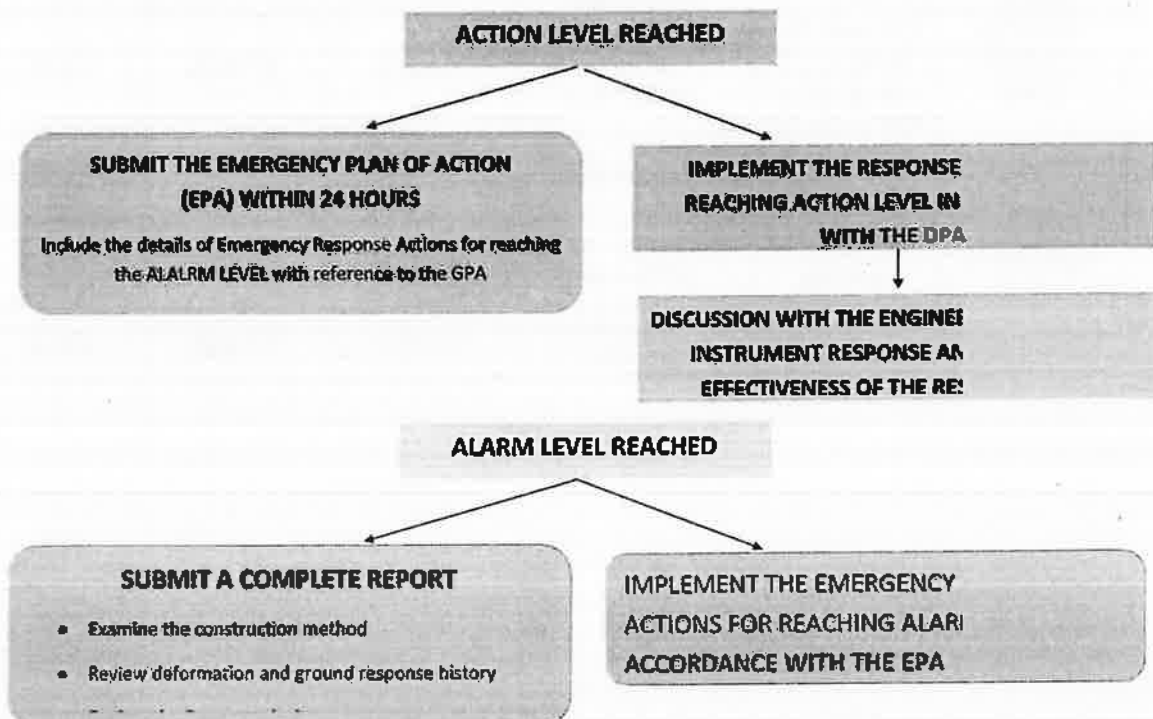 ACTION LEVEL REACHED
SUBMIT THE EMERGENCY PLAN OF ACTION
(EPA) WITHIN 24 HOURS
Include the details of Emergency Response Actions for reaching
the ALALRM LEVEL with reference to the GPA
IMPLEMENT THE RESPONSE
REACHING ACTION LEVEL IN
WITH THE DPA
DISCUSSION WITH THE ENGINEE
INSTRUMENT RESPONSE AN
EFFECTIVENESS OF THE RES
ALARM LEVEL REACHED
SUBMIT A COMPLETE REPORT
• Examine the construction method
• Review deformation and ground response history
IMPLEMENT THE EMERGENCY
ACTIONS FOR REACHING ALAR
ACCORDANCE WITH THE EPA